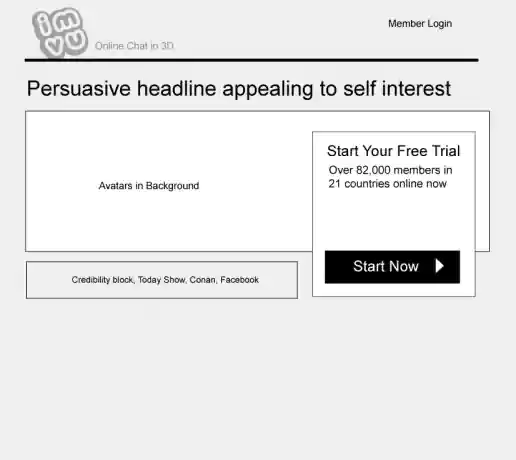 imvu
Member Login
Online Chat in 3D
Persuasive headline appealing to self interest
Start Your Free Trial
Over 82,000 members in
21 countries online now
Avatars in Background
Start Now
Credibility block, Today Show, Conan, Facebook